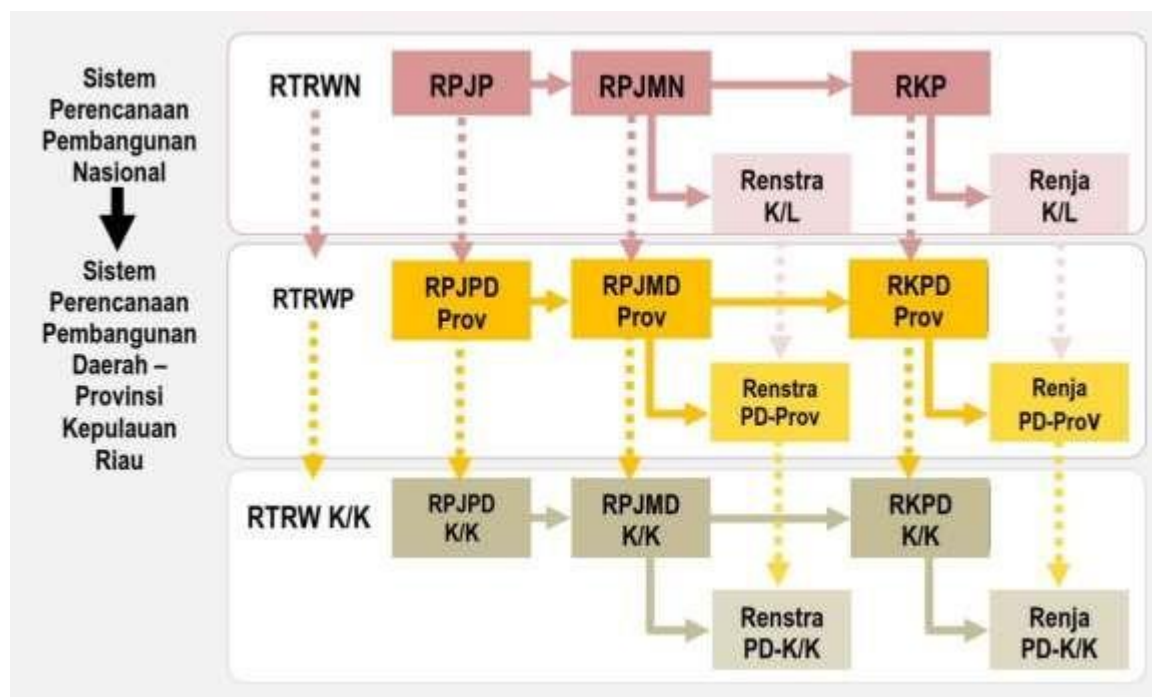 Sistem
Perencanaan
Pembangunan
Nasional
RTRWN
RPJP
RPJMN
RKP
Renstra
K/L
Renja
K/L
Sistem
Perencanaan
Pembangunan
Daerah –
Provinsi
Kepulauan
Riau
RTRWP
RPJPD
Prov
RPJMD
Prov
RKPD
Prov
Renstra
PD-Prov
Renja
PD-ProV
RTRW K/K
RPJPD
K/K
RPJMD
K/K
RKPD
K/K
Renstra
PD-K/K
Renja
PD-K/K